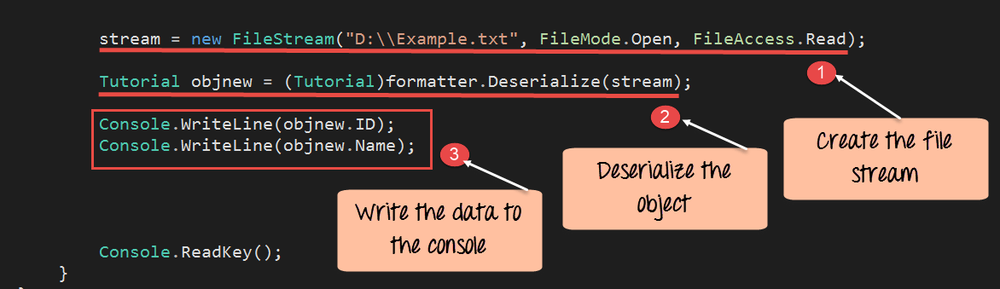 stream = new FileStream("D:\\Example.txt", FileMode.Open, FileAccess.Read);
1
Tutorial objnew = (Tutorial)formatter.Deserialize(stream);
2
Console.WriteLine(objnew.ID);
Console.WriteLine(objnew.Name);
3
Create the file
stream
Deserialize the
object
Write the data to
the console
Console.ReadKey();
}